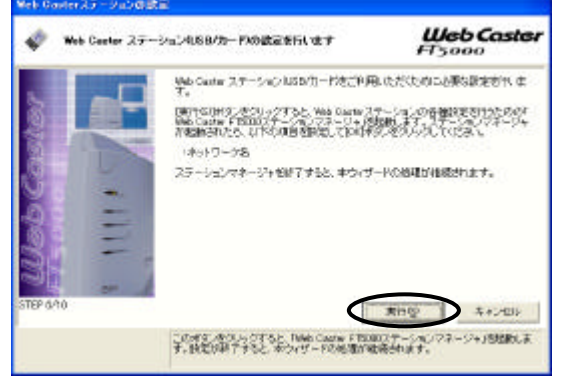 Web Casterステーションの設定
Web Caster ステーション(USB/カード)の設定を行います
Web Caster
FT5000
Web Caster ステーション(USB/カード)をご利用いただくために必要な設定を行いま
す。
[実行(G)]ボタンをクリックすると、Web Caster ステーションの各種設定を行うための「
Web Caster FT5000ステーションマネージャ」が起動します。ステーションマネージャ
が起動されたら、以下の項目を設定して[OK]ボタンをクリックしてください。
・ネットワーク名
ステーションマネージャを終了すると、本ウィザードの処理が継続されます。
Web Caster
FT5000
STEP 6/10
実行(G)
キャンセル
このボタンをクリックすると、「Web Caster FT5000ステーションマネージャ」が起動しま
す。設定が終了すると、本ウィザードの処理が継続されます。